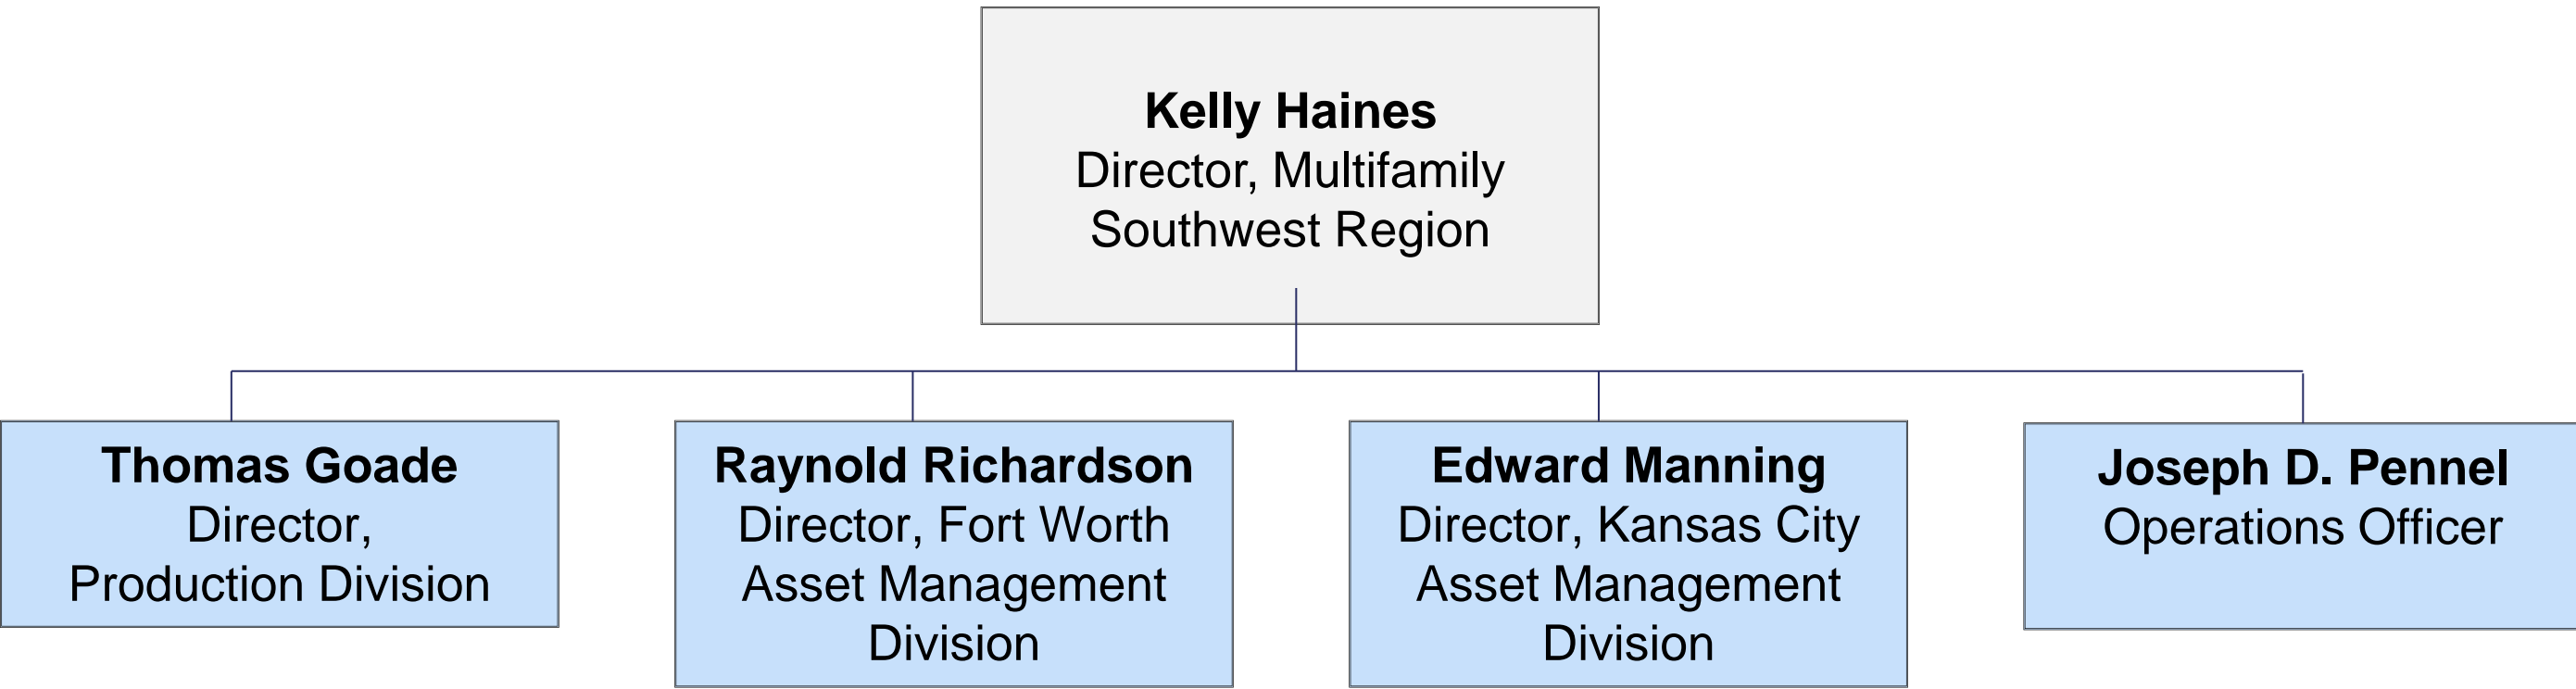 Kelly Haines
Director, Multifamily
Southwest Region
Thomas Goade
Director,
Production Division
Raynold Richardson
Director, Fort Worth
Asset Management
Division
Edward Manning
Director, Kansas City
Asset Management
Division
Joseph D. Pennel
Operations Officer